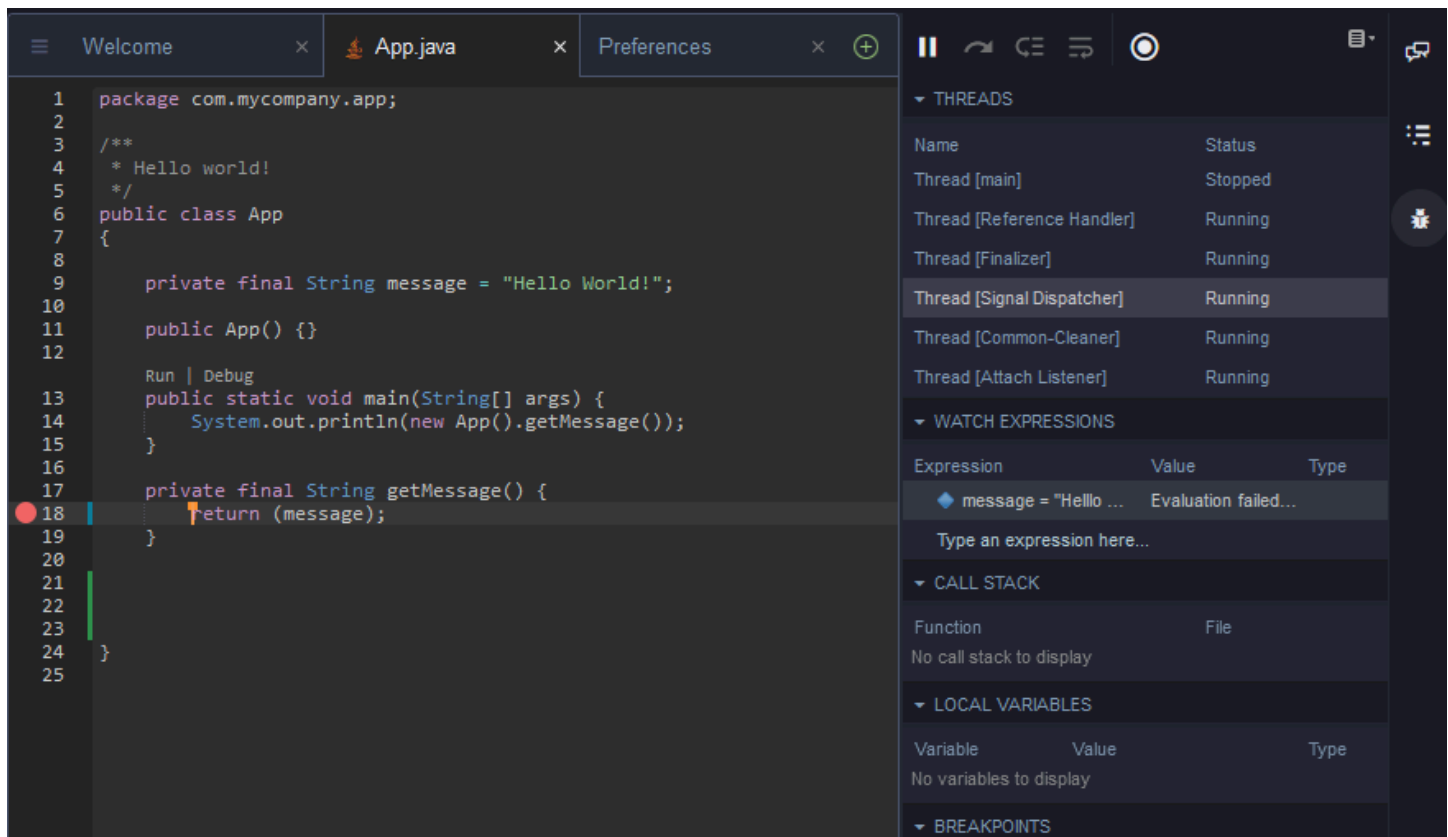 Welcome × App.java × Preferences ×
1 package com.mycompany.app;
2
3 /**
4 * Hello world!
5 */
6 public class App
7 {
8
9 private final String message = "Hello World!";
10
11 public App() {}
12
Run | Debug
13 public static void main(String[] args) {
14 System.out.println(new App().getMessage());
15 }
16
17 private final String getMessage() {
18 return (message);
19 }
20
21
22
23
24 }
25
THREADS
Name Status
Thread [main] Stopped
Thread [Reference Handler] Running
Thread [Finalizer] Running
Thread [Signal Dispatcher] Running
Thread [Common-Cleaner] Running
Thread [Attach Listener] Running
WATCH EXPRESSIONS
Expression Value Type
message = "Helllo ... Evaluation failed...
Type an expression here...
CALL STACK
Function File
No call stack to display
LOCAL VARIABLES
Variable Value Type
No variables to display
BREAKPOINTS